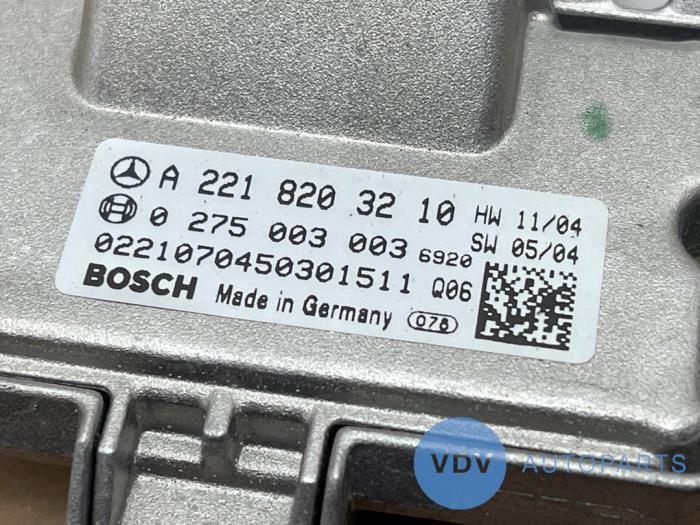 A 221 820 32 10 HW 11/04
0 275 003 003 6920 SW 05/04
0221070450301511 Q06
BOSCH Made in Germany 078
VDV AUTOPARTS